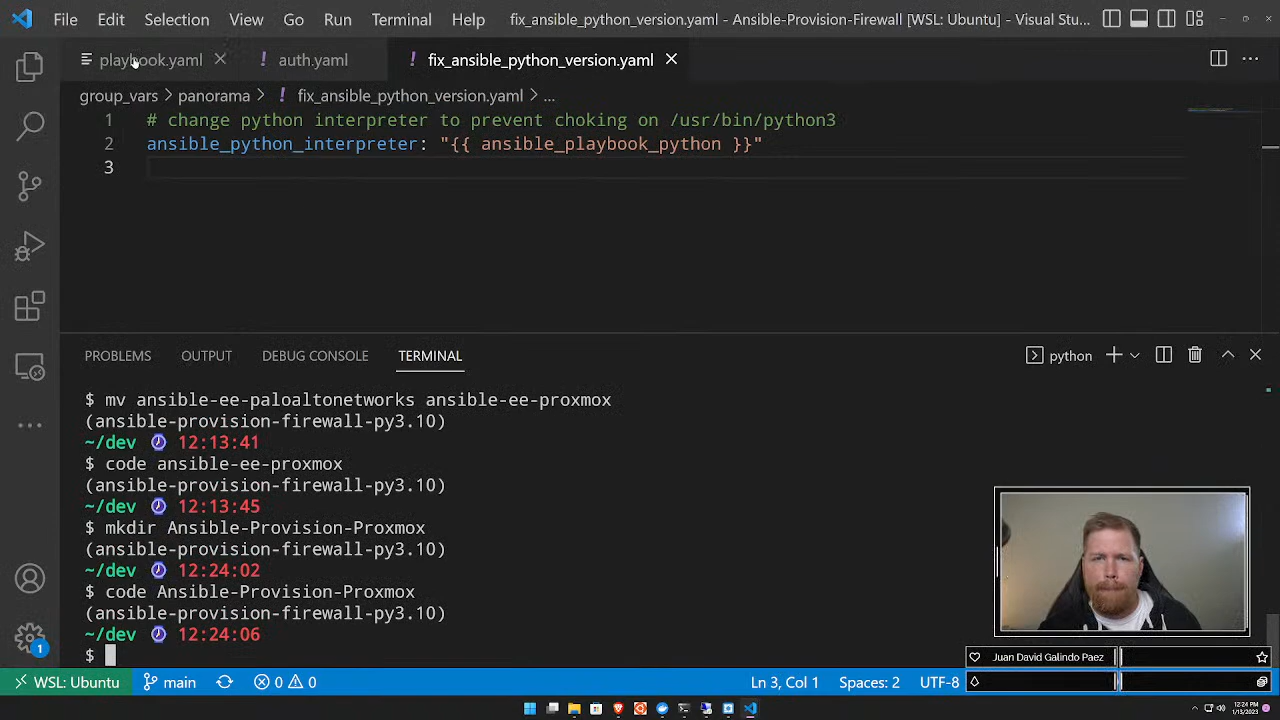 File Edit Selection View Go Run Terminal Help fix_ansible_python_version.yaml - Ansible-Provision-Firewall [WSL: Ubuntu] - Visual Stu...
playbook.yaml ! auth.yaml ! fix_ansible_python_version.yaml
group_vars > panorama > ! fix_ansible_python_version.yaml > ...
1 # change python interpreter to prevent choking on /usr/bin/python3
2 ansible_python_interpreter: "{{ ansible_playbook_python }}"
3
PROBLEMS OUTPUT DEBUG CONSOLE TERMINAL python
$ mv ansible-ee-paloaltonetworks ansible-ee-proxmox
(ansible-provision-firewall-py3.10)
~/dev 12:13:41
$ code ansible-ee-proxmox
(ansible-provision-firewall-py3.10)
~/dev 12:13:45
$ mkdir Ansible-Provision-Proxmox
(ansible-provision-firewall-py3.10)
~/dev 12:24:02
$ code Ansible-Provision-Proxmox
(ansible-provision-firewall-py3.10)
~/dev 12:24:06
$
Juan David Galindo Paez
1
WSL: Ubuntu main 0 0 Ln 3, Col 1 Spaces: 2 UTF-8
12:24 PM
1/13/2023